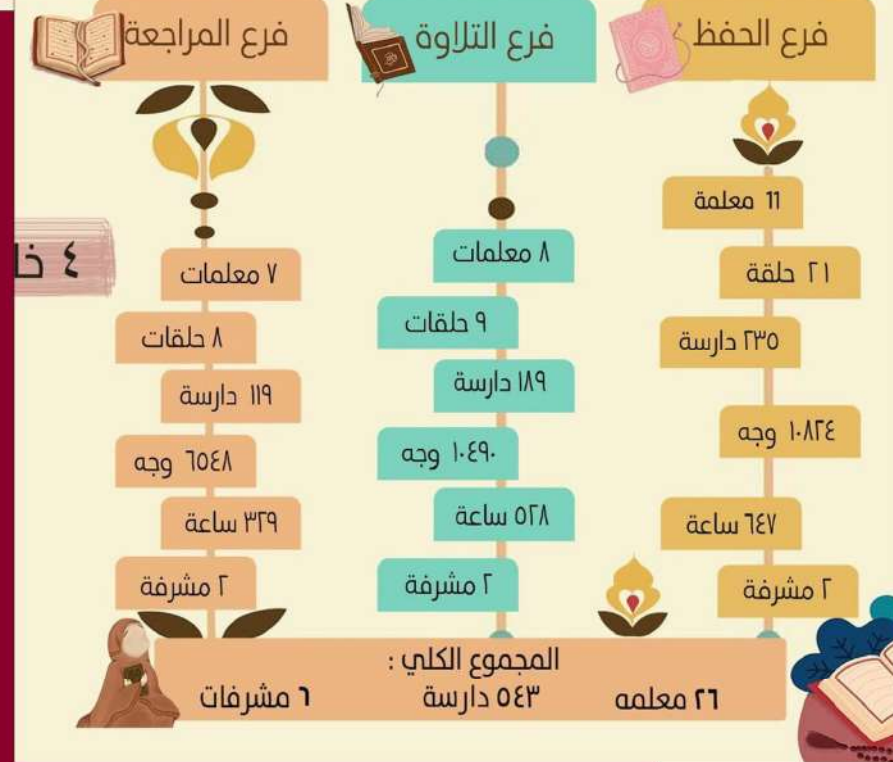 فرع الحفظ
١١ معلمة
٢١ حلقة
٢٣٥ دارسة
١٠٨٢٤ وجه
٦٤٧ ساعة
٢ مشرفة
فرع التلاوة
٨ معلمات
٩ حلقات
١٨٩ دارسة
١٠٤٩٠ وجه
٥٢٨ ساعة
٢ مشرفة
فرع المراجعة
٧ معلمات
٨ حلقات
١١٩ دارسة
٦٥٤٨ وجه
٣٢٩ ساعة
٢ مشرفة
المجموع الكلي :
٢٦ معلمه ٥٤٣ دارسة ٦ مشرفات
٤